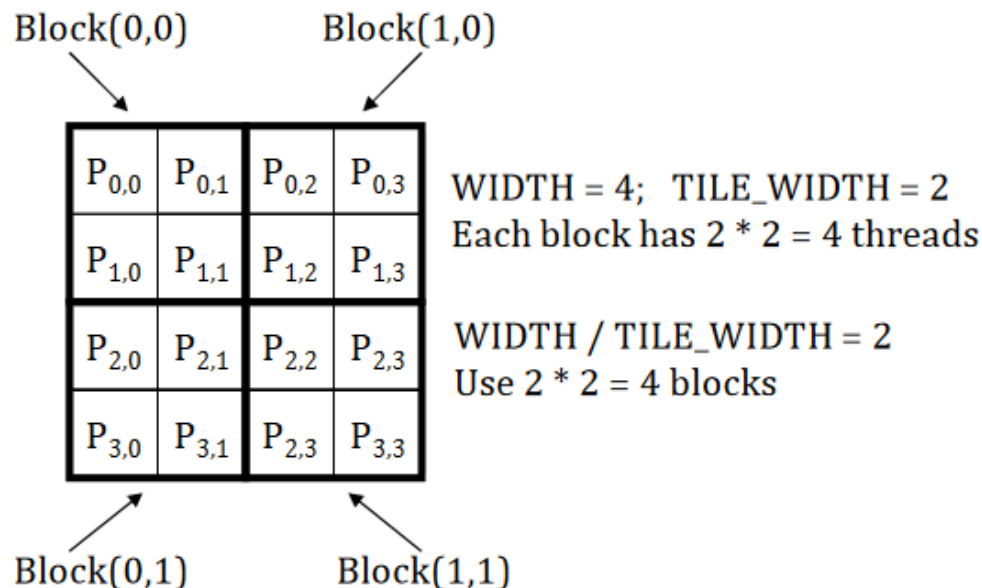 Block(0,0) Block(1,0)
P0,0 P0,1 P0,2 P0,3
P1,0 P1,1 P1,2 P1,3
P2,0 P2,1 P2,2 P2,3
P3,0 P3,1 P2,3 P3,3
WIDTH = 4; TILE_WIDTH = 2
Each block has 2 * 2 = 4 threads
WIDTH / TILE_WIDTH = 2
Use 2 * 2 = 4 blocks
Block(0,1) Block(1,1)